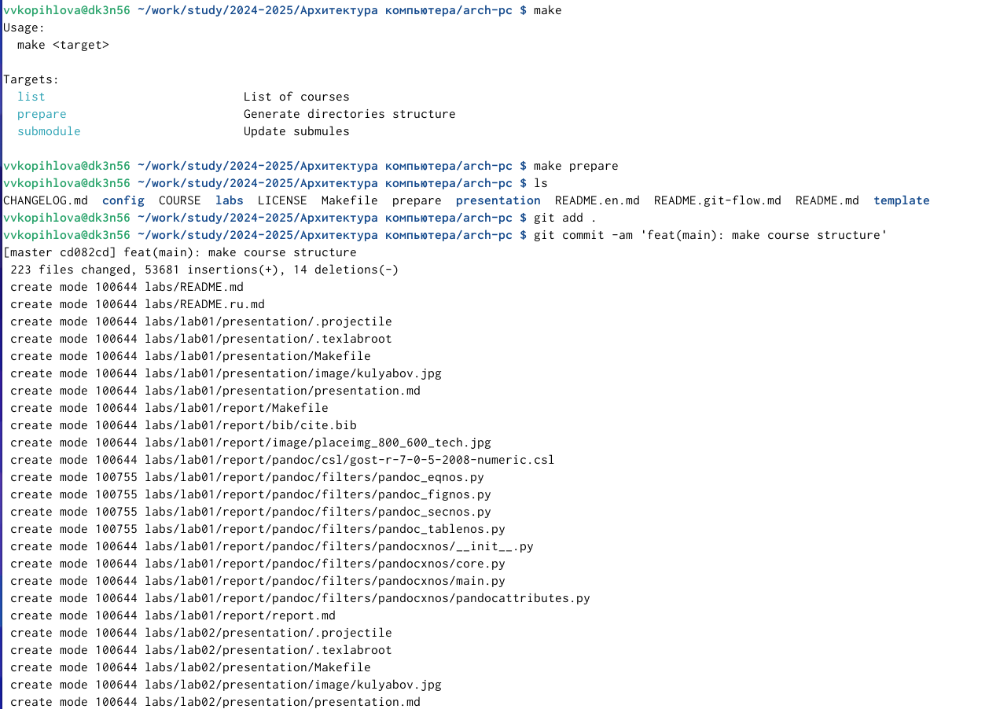 vvkopihlova@dk3n56 ~/work/study/2024-2025/Архитектура компьютера/arch-pc $ make
Usage:
  make <target>

Targets:
  list                            List of courses
  prepare                         Generate directories structure
  submodule                       Update submules

vvkopihlova@dk3n56 ~/work/study/2024-2025/Архитектура компьютера/arch-pc $ make prepare
vvkopihlova@dk3n56 ~/work/study/2024-2025/Архитектура компьютера/arch-pc $ ls
CHANGELOG.md  config  COURSE  labs  LICENSE  Makefile  prepare  presentation  README.en.md  README.git-flow.md  README.md  template
vvkopihlova@dk3n56 ~/work/study/2024-2025/Архитектура компьютера/arch-pc $ git add .
vvkopihlova@dk3n56 ~/work/study/2024-2025/Архитектура компьютера/arch-pc $ git commit -am 'feat(main): make course structure'
[master cd082cd] feat(main): make course structure
 223 files changed, 53681 insertions(+), 14 deletions(-)
 create mode 100644 labs/README.md
 create mode 100644 labs/README.ru.md
 create mode 100644 labs/lab01/presentation/.projectile
 create mode 100644 labs/lab01/presentation/.texlabroot
 create mode 100644 labs/lab01/presentation/Makefile
 create mode 100644 labs/lab01/presentation/image/kulyabov.jpg
 create mode 100644 labs/lab01/presentation/presentation.md
 create mode 100644 labs/lab01/report/Makefile
 create mode 100644 labs/lab01/report/bib/cite.bib
 create mode 100644 labs/lab01/report/image/placeimg_800_600_tech.jpg
 create mode 100644 labs/lab01/report/pandoc/csl/gost-r-7-0-5-2008-numeric.csl
 create mode 100755 labs/lab01/report/pandoc/filters/pandoc_eqnos.py
 create mode 100755 labs/lab01/report/pandoc/filters/pandoc_fignos.py
 create mode 100755 labs/lab01/report/pandoc/filters/pandoc_secnos.py
 create mode 100755 labs/lab01/report/pandoc/filters/pandoc_tablenos.py
 create mode 100644 labs/lab01/report/pandoc/filters/pandocxnos/__init__.py
 create mode 100644 labs/lab01/report/pandoc/filters/pandocxnos/core.py
 create mode 100644 labs/lab01/report/pandoc/filters/pandocxnos/main.py
 create mode 100644 labs/lab01/report/pandoc/filters/pandocxnos/pandocattributes.py
 create mode 100644 labs/lab01/report/report.md
 create mode 100644 labs/lab02/presentation/.projectile
 create mode 100644 labs/lab02/presentation/.texlabroot
 create mode 100644 labs/lab02/presentation/Makefile
 create mode 100644 labs/lab02/presentation/image/kulyabov.jpg
 create mode 100644 labs/lab02/presentation/presentation.md